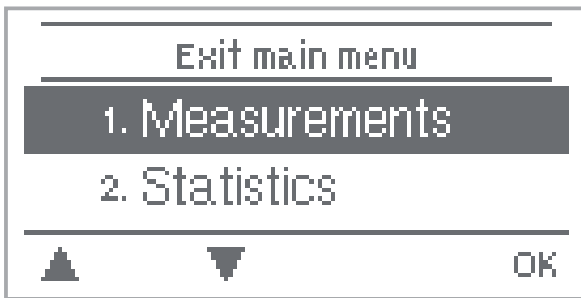 Exit main menu
1. Measurements
2. Statistics
▲ ▼ OK